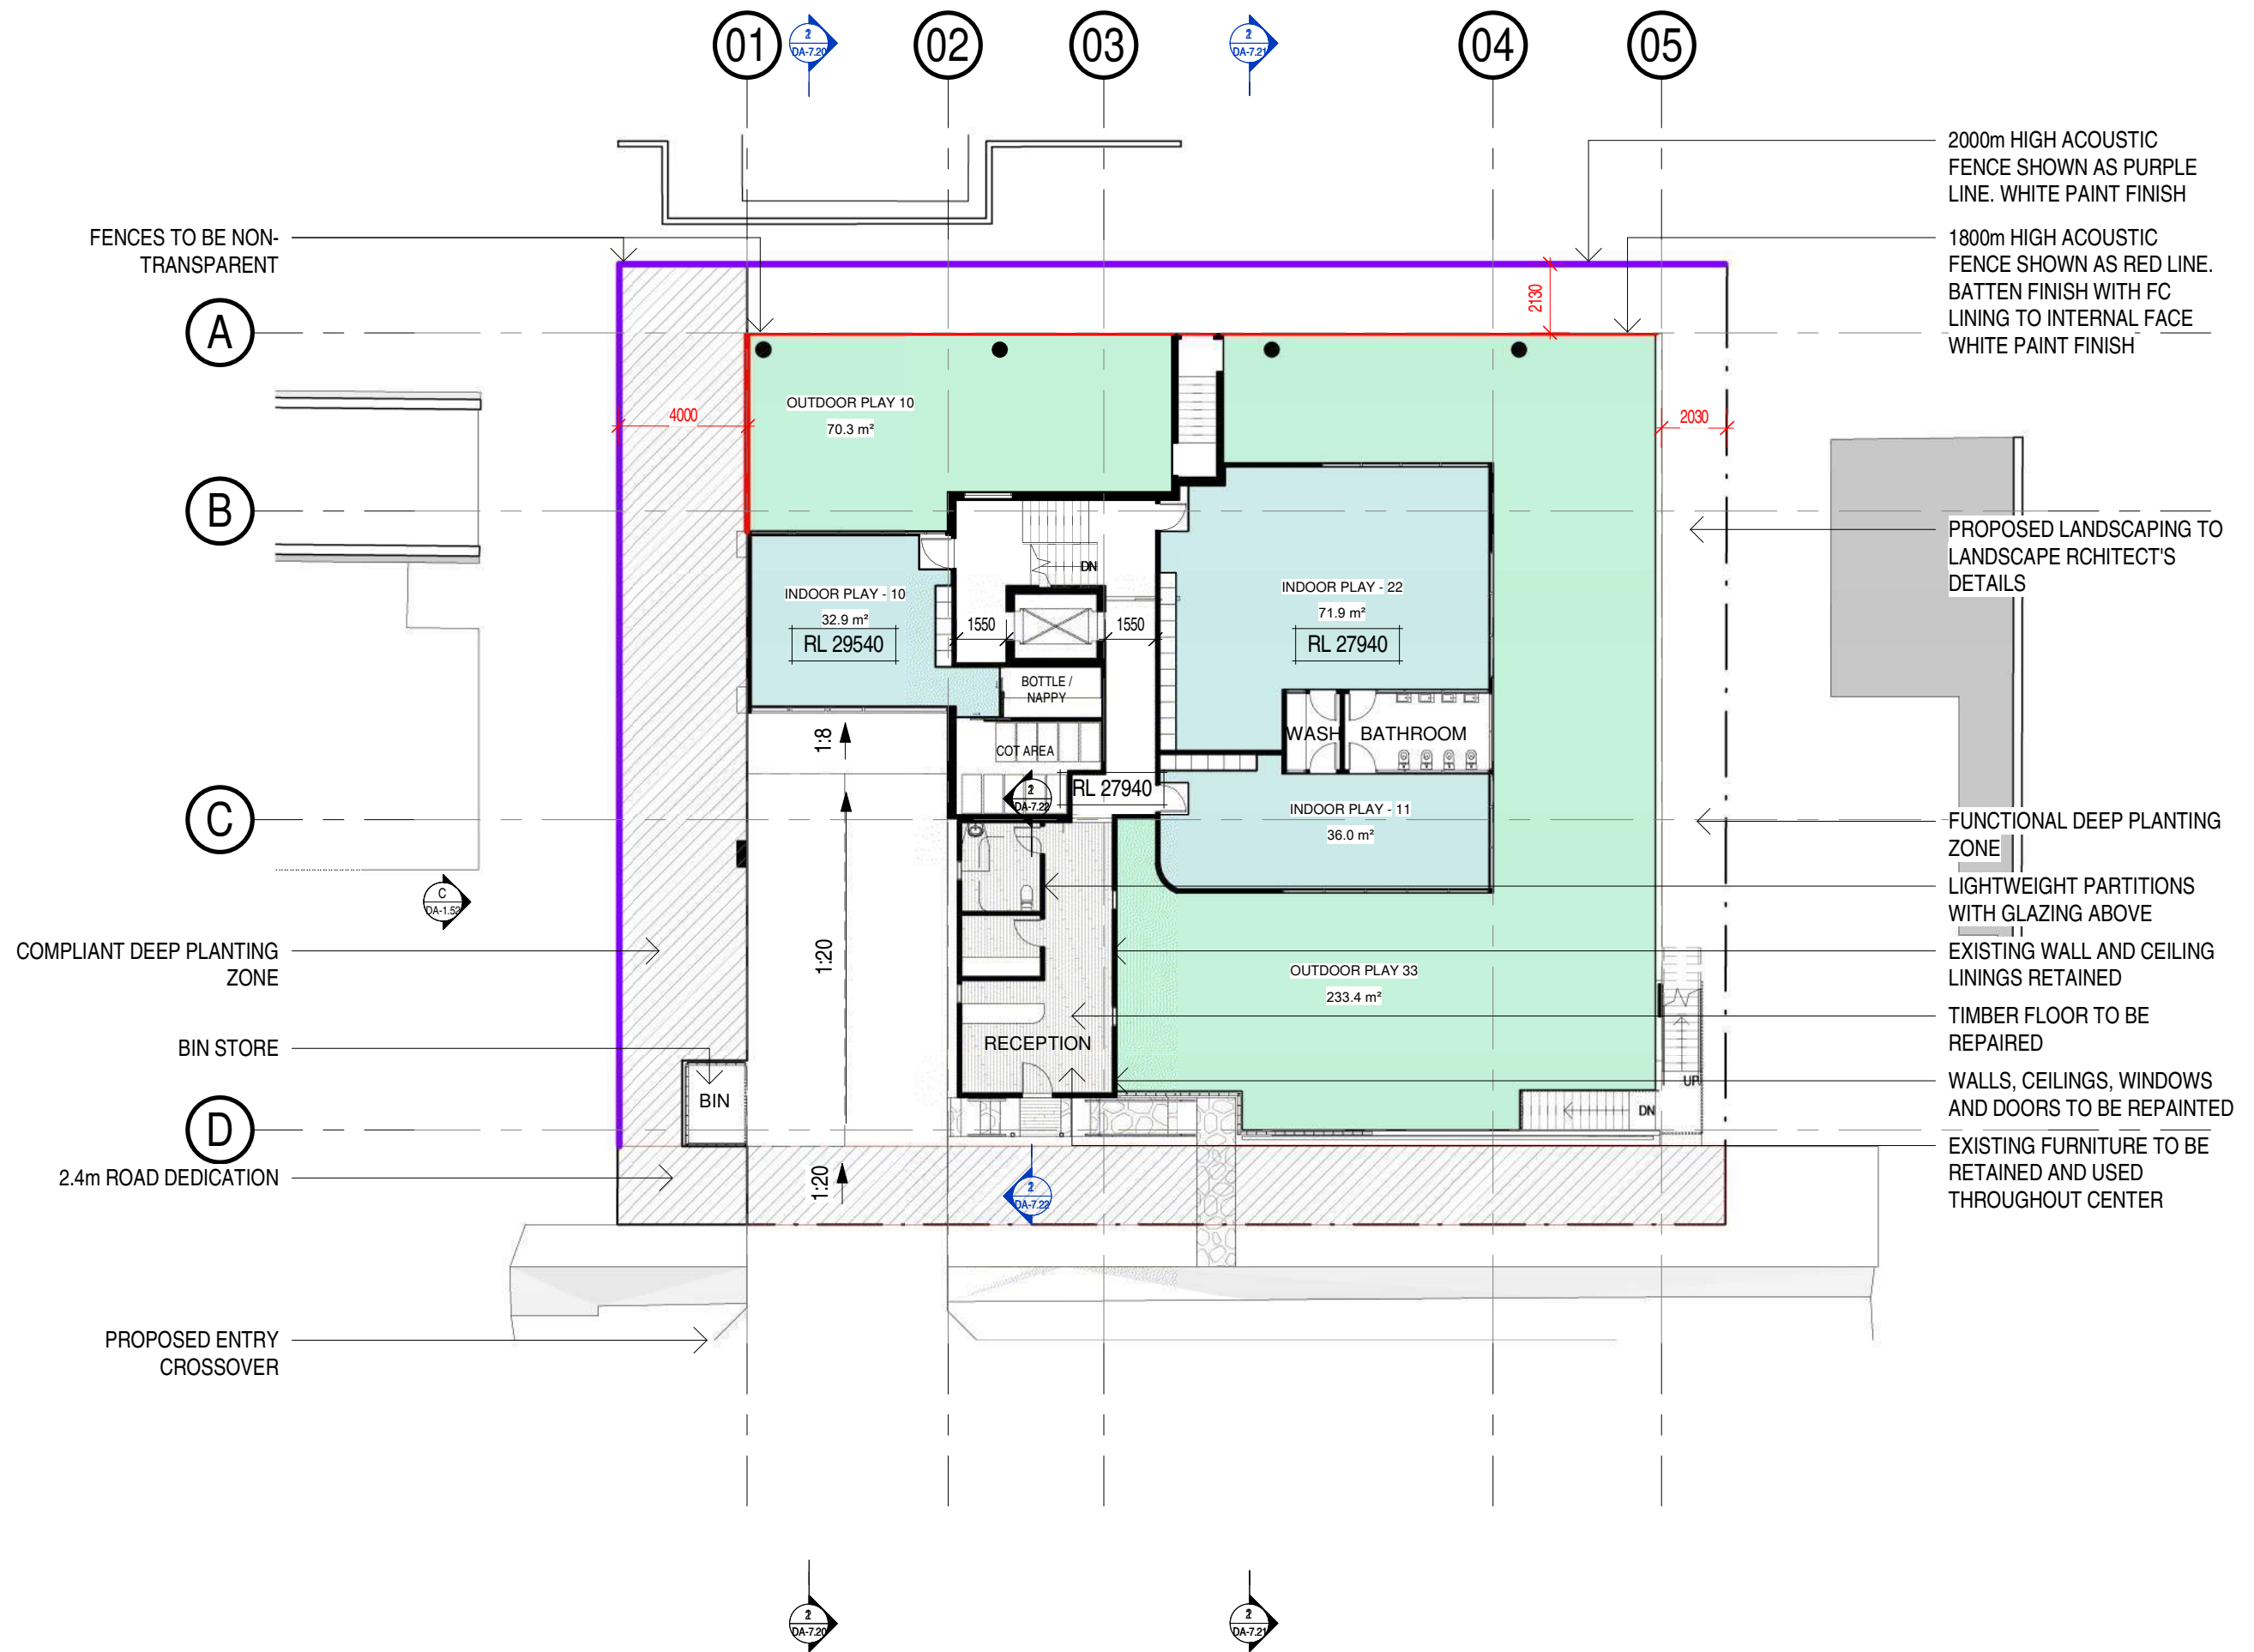 01
2
DA-7.20
02
03
2
DA-7.21
04
05
2000m HIGH ACOUSTIC
FENCE SHOWN AS PURPLE
LINE. WHITE PAINT FINISH
FENCES TO BE NON-
TRANSPARENT
1800m HIGH ACOUSTIC
FENCE SHOWN AS RED LINE.
BATTEN FINISH WITH FC
LINING TO INTERNAL FACE
WHITE PAINT FINISH
2130
A
OUTDOOR PLAY 10
70.3 m²
4000
2030
B
PROPOSED LANDSCAPING TO
LANDSCAPE RCHITECT'S
DETAILS
DN
INDOOR PLAY - 10
32.9 m²
RL 29540
1550
1550
INDOOR PLAY - 22
71.9 m²
RL 27940
BOTTLE /
NAPPY
1:8
COT AREA
WASH
BATHROOM
2
DA-7.22
RL 27940
C
INDOOR PLAY - 11
36.0 m²
FUNCTIONAL DEEP PLANTING
ZONE
C
DA-1.52
LIGHTWEIGHT PARTITIONS
WITH GLAZING ABOVE
COMPLIANT DEEP PLANTING
ZONE
1:20
EXISTING WALL AND CEILING
LININGS RETAINED
OUTDOOR PLAY 33
233.4 m²
TIMBER FLOOR TO BE
REPAIRED
BIN STORE
RECEPTION
BIN
UP
WALLS, CEILINGS, WINDOWS
AND DOORS TO BE REPAINTED
DN
D
EXISTING FURNITURE TO BE
RETAINED AND USED
THROUGHOUT CENTER
2.4m ROAD DEDICATION
1:20
2
DA-7.22
PROPOSED ENTRY
CROSSOVER
2
DA-7.20
2
DA-7.21